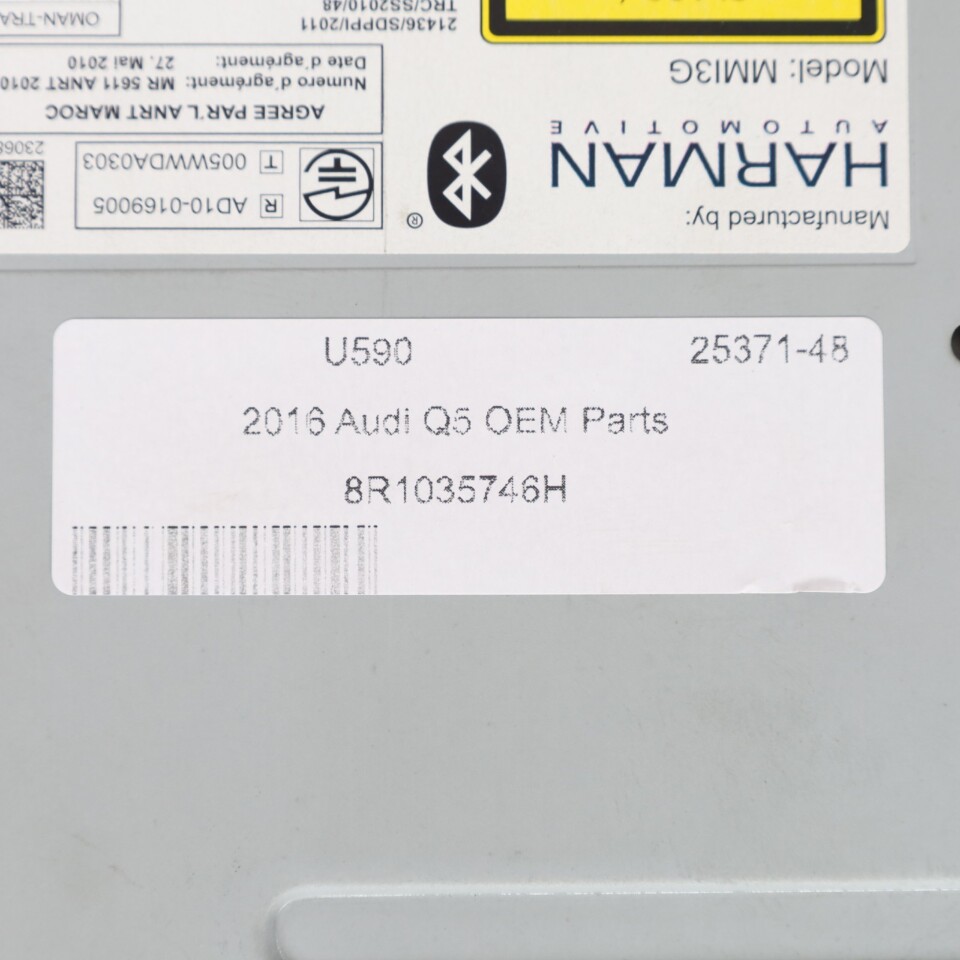 U590 25371-48
2016 Audi Q5 OEM Parts
8R1035746H
Manufactured by:
HARMAN
AUTOMOTIVE
Model: MMI3G
®
R AD10-0169005
T 005WWDA0303
AGREE PAR L'ANRT MAROC
Numero d'agrément: MR 5611 ANRT 2010
Date d'agrément: 27. Mai 2010
21436/SDPPI/2011
TRC/SS2010/48
OMAN-TRA